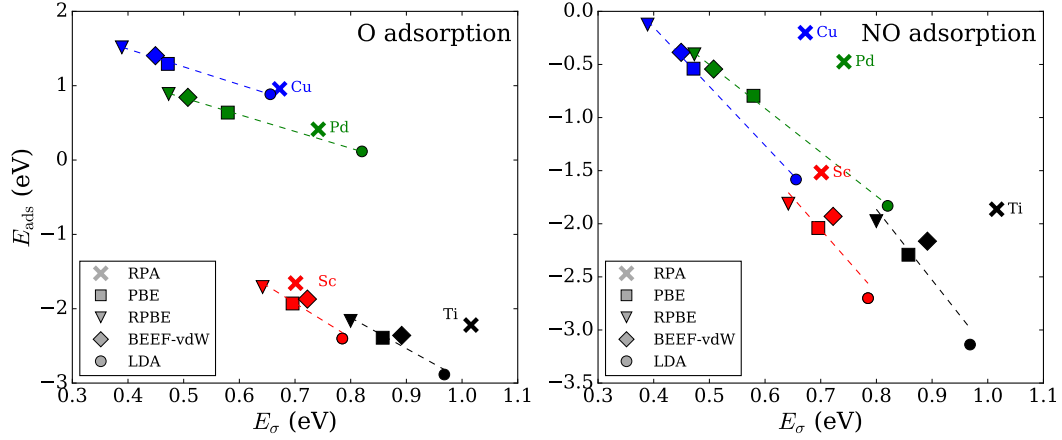 O adsorption
Cu
Pd
Sc
Ti
RPA
PBE
RPBE
BEEF-vdW
LDA
2
1
0
−1
−2
−3
E_ads (eV)
0.3 0.4 0.5 0.6 0.7 0.8 0.9 1.0 1.1
E_σ (eV)
NO adsorption
Cu
Pd
Sc
Ti
RPA
PBE
RPBE
BEEF-vdW
LDA
0.0
−0.5
−1.0
−1.5
−2.0
−2.5
−3.0
−3.5
0.3 0.4 0.5 0.6 0.7 0.8 0.9 1.0 1.1
E_σ (eV)